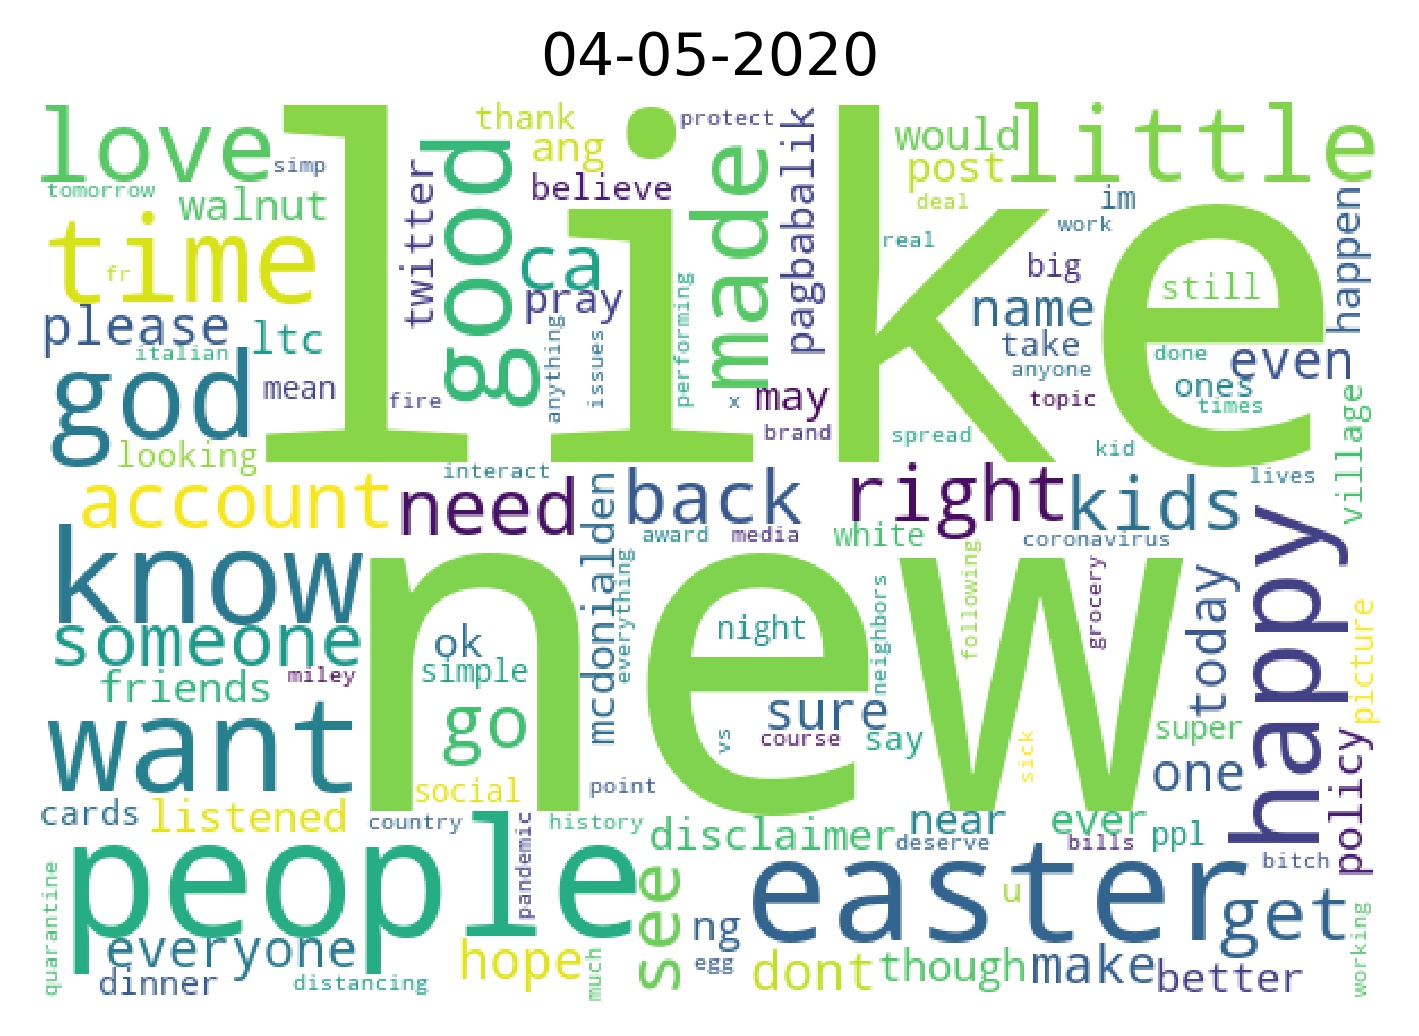 04-05-2020
like
new
love
simp
tomorrow
walnut
time
fr
please
italian
ltc
god
mean
looking
thank
ang
believe
twitter
good
ca
pray
anything
issues
fire
interact
protect
made
performing
x
may
brand
pagbabalik
would
post
deal
real
little
im
work
big
name
take
anyone
topic
spread
kid
still
done
ones
times
even
happen
village
lives
account
need
back
right
kids
award
media
white
coronavirus
know
someone
miley
friends
want
ok
simple
go
social
mcdonialden
everything
night
neighbors
sure
vs
course
say
following
grocery
sick
today
super
one
happy
picture
policy
cards
listened
country
history
point
disclaimer
near
deserve
ever
bills
ppl
bitch
people
pandemic
quarantine
everyone
dinner
distancing
hope
much
see
ng
egg
easter
u
dont
though
make
get
better
working